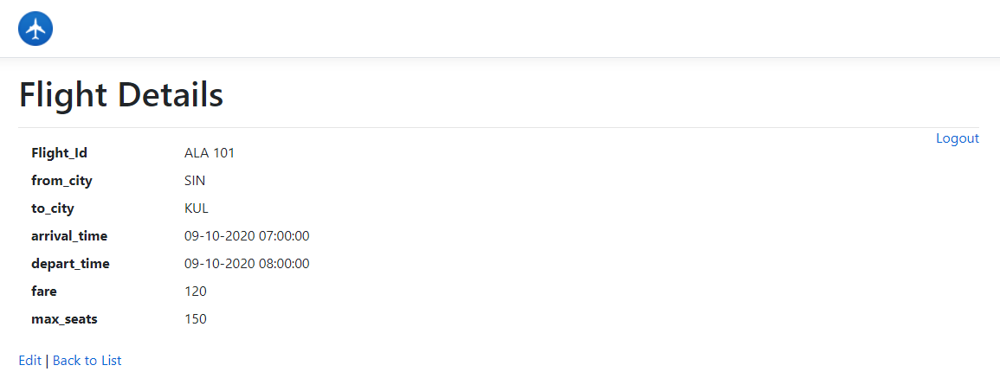 Flight Details
Logout
Flight_Id ALA 101
from_city SIN
to_city KUL
arrival_time 09-10-2020 07:00:00
depart_time 09-10-2020 08:00:00
fare 120
max_seats 150
Edit | Back to List